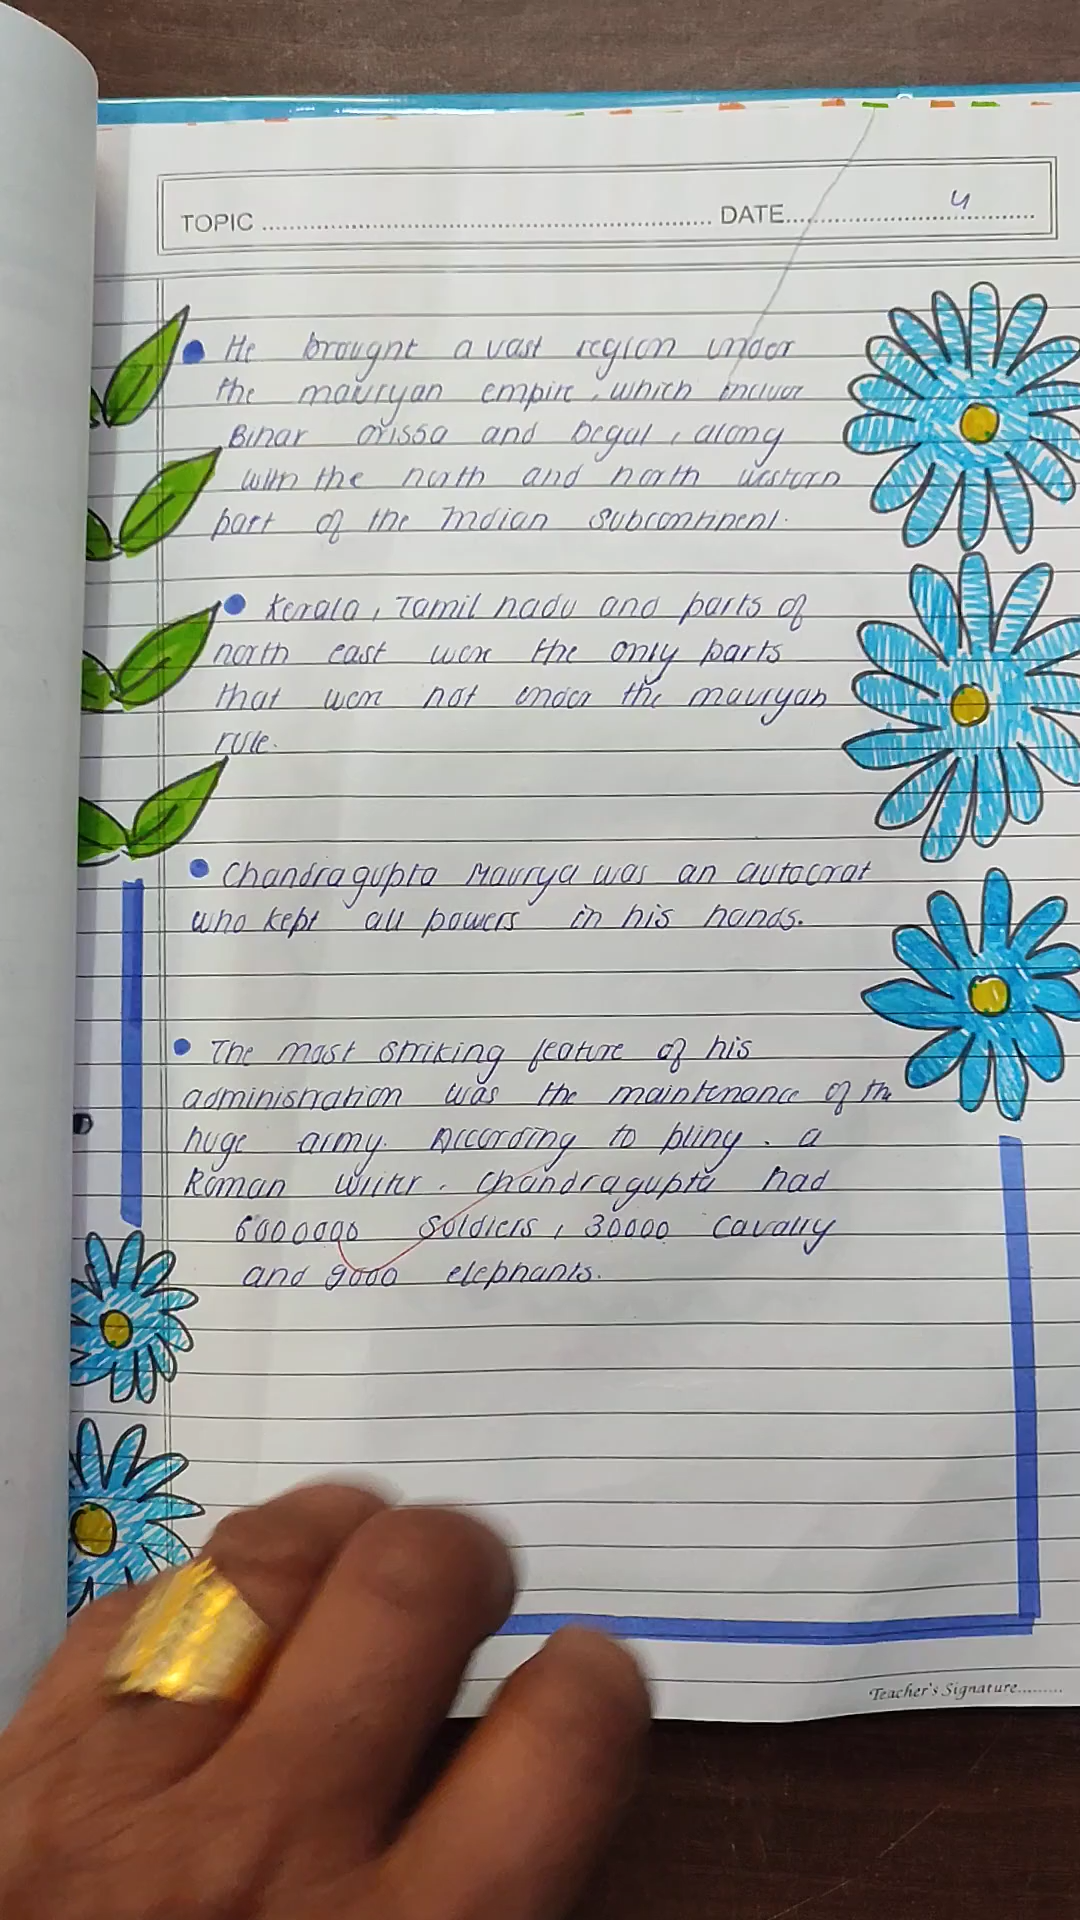 TOPIC DATE 4
He brought a vast region under
the mauryan empire, which
Bihar orissa and Begal, along
with the north and north western
part of the Indian Subcontinent.
Kerala, Tamil nadu and parts of
north east were the only parts
that were not under the mauryan
rule.
Chandragupta Maurya was an autocrat
who kept all powers in his hands.
The most striking feature of his
administration was the maintenance of the
huge army. According to pliny. a
Roman writer. Chandragupta had
6000000 Soldiers, 30000 cavalry
and 9000 elephants.
Teacher's Signature